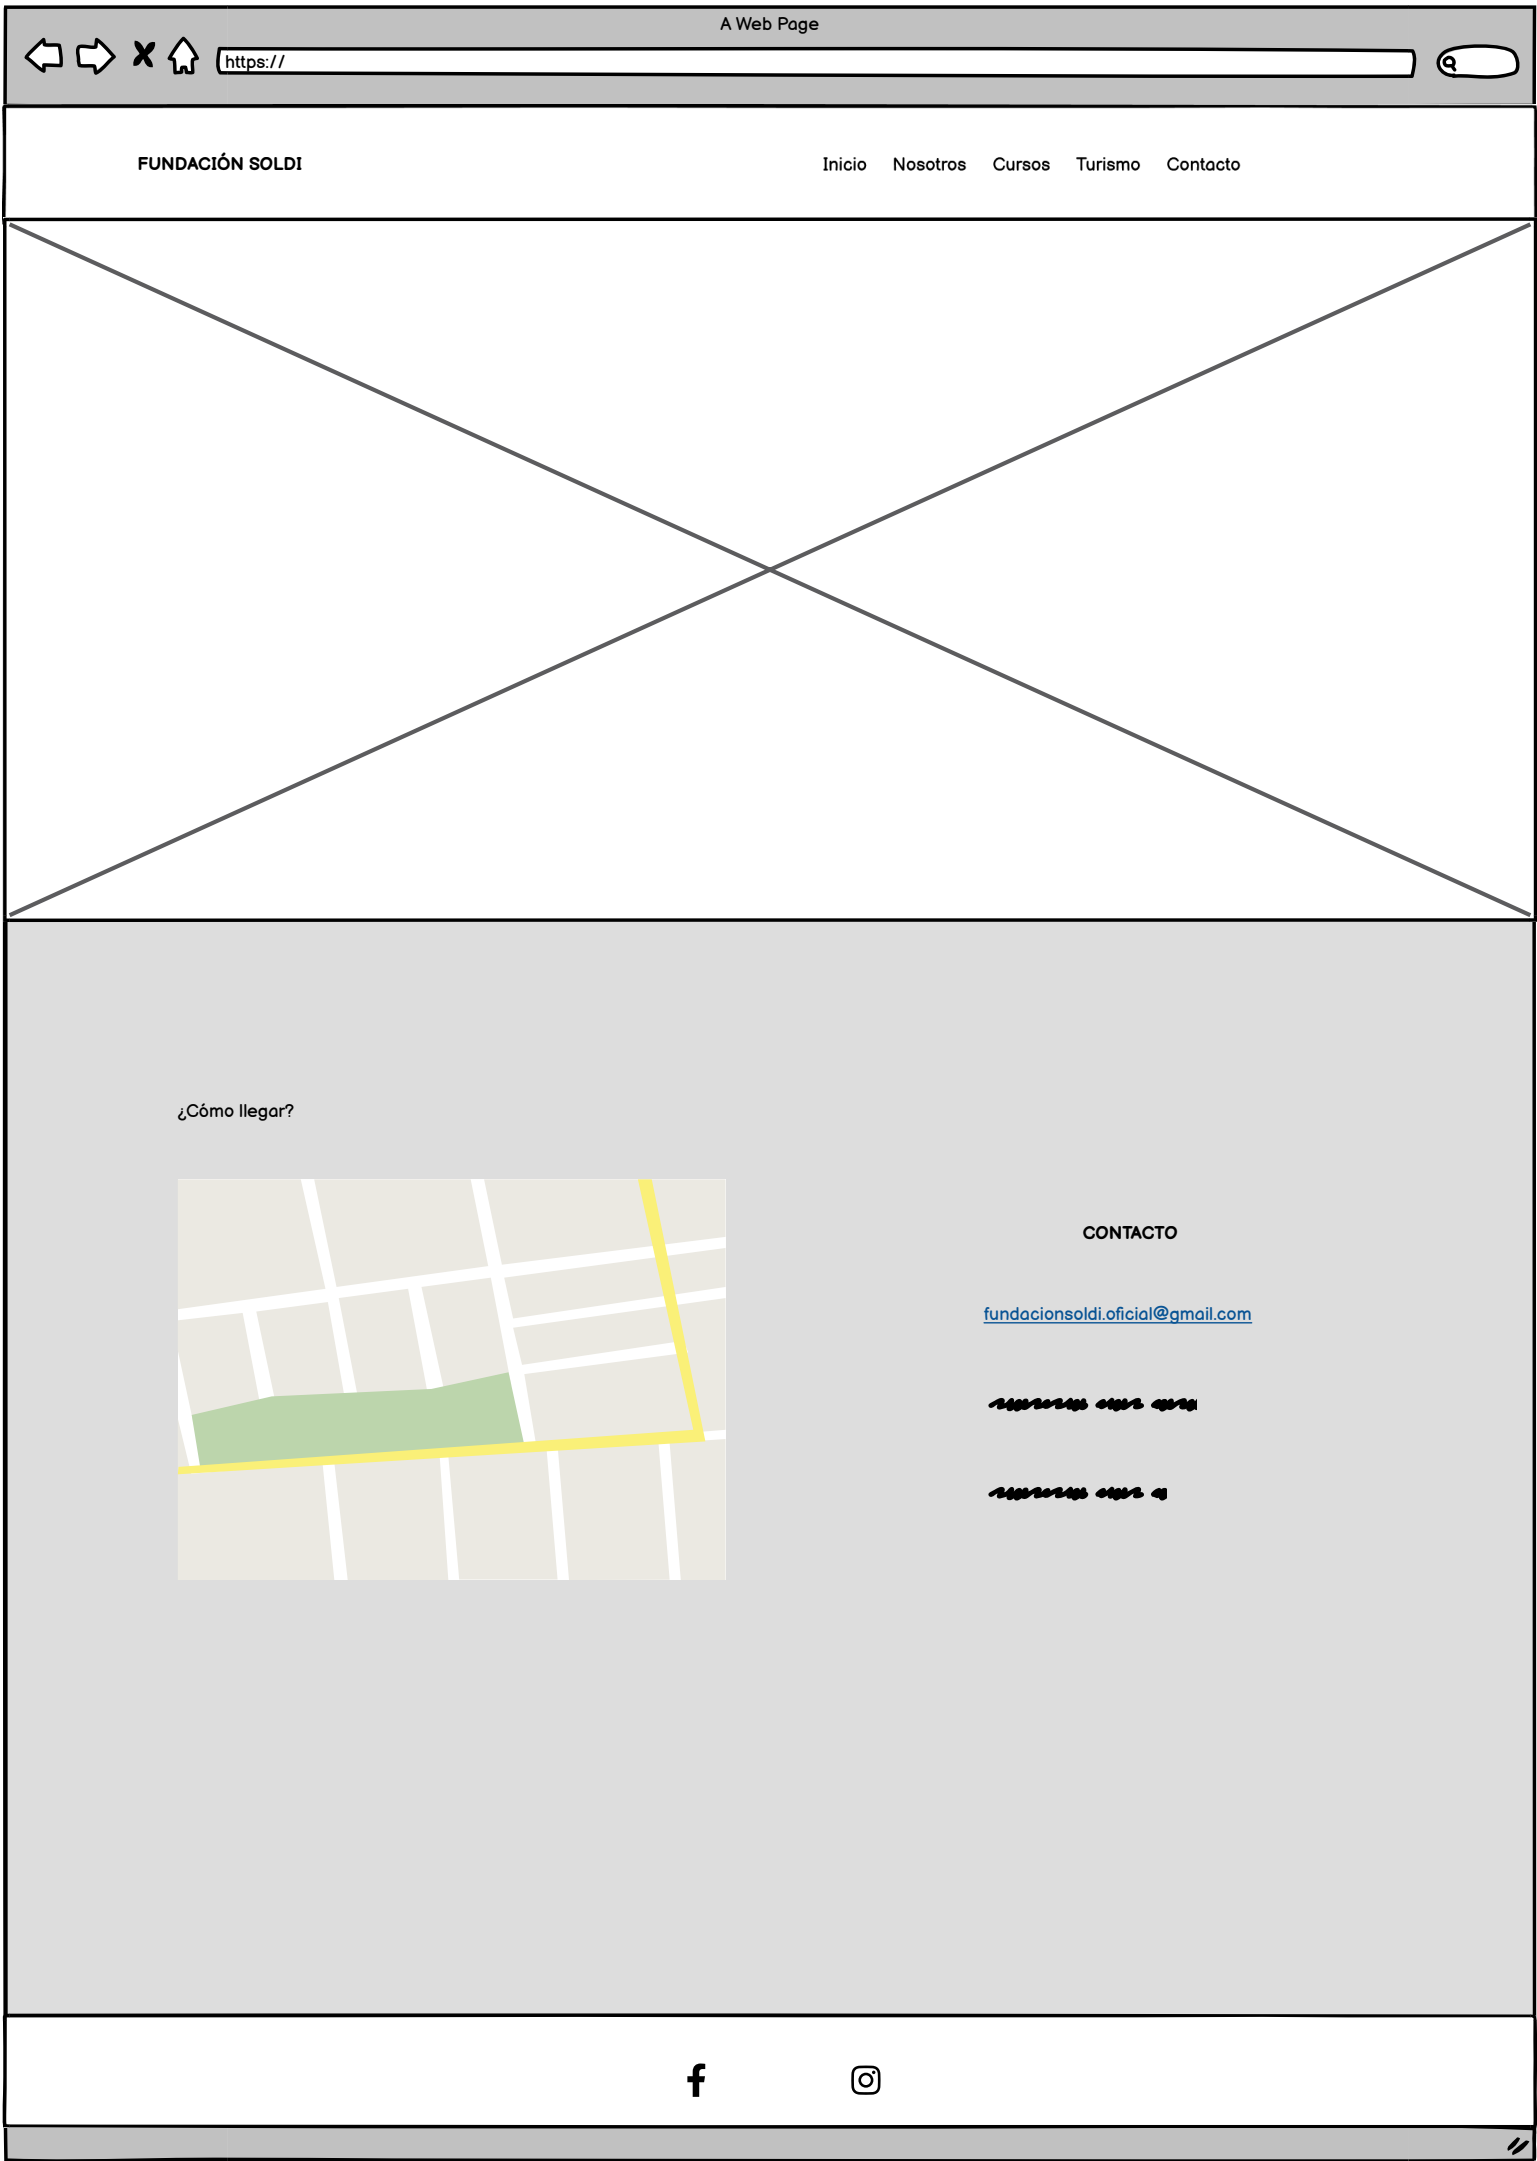 A Web Page
https://
FUNDACIÓN SOLDI
Inicio Nosotros Cursos Turismo Contacto
¿Cómo llegar?
CONTACTO
fundacionsoldi.oficial@gmail.com